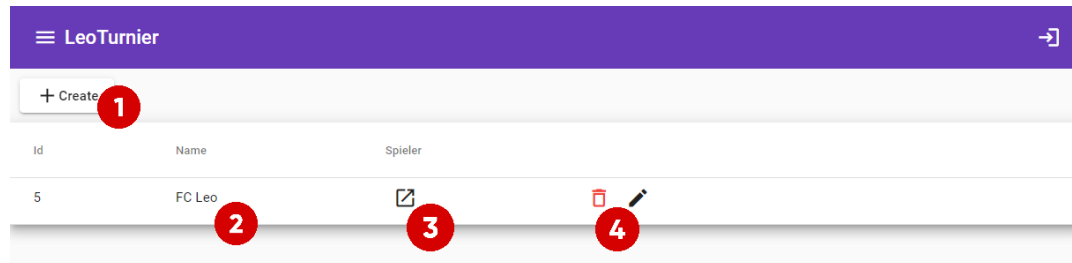 LeoTurnier
+ Create
1
Id Name Spieler
5 FC Leo
2 3 4